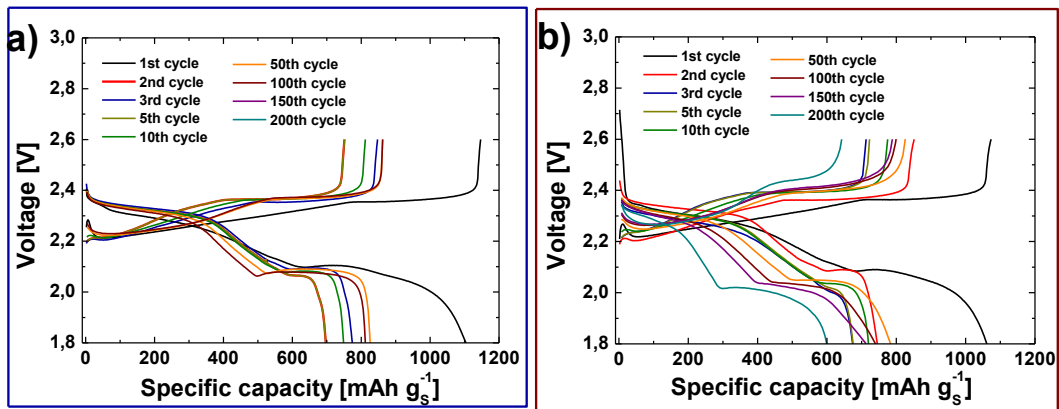 a)
3,0
2,8
2,6
2,4
2,2
2,0
1,8
Voltage [V]
1st cycle
2nd cycle
3rd cycle
5th cycle
10th cycle
50th cycle
100th cycle
150th cycle
200th cycle
0 200 400 600 800 1000 1200
Specific capacity [mAh g_S^-1]
b)
3,0
2,8
2,6
2,4
2,2
2,0
1,8
Voltage [V]
1st cycle
2nd cycle
3rd cycle
5th cycle
10th cycle
50th cycle
100th cycle
150th cycle
200th cycle
0 200 400 600 800 1000 1200
Specific capacity [mAh g_S^-1]